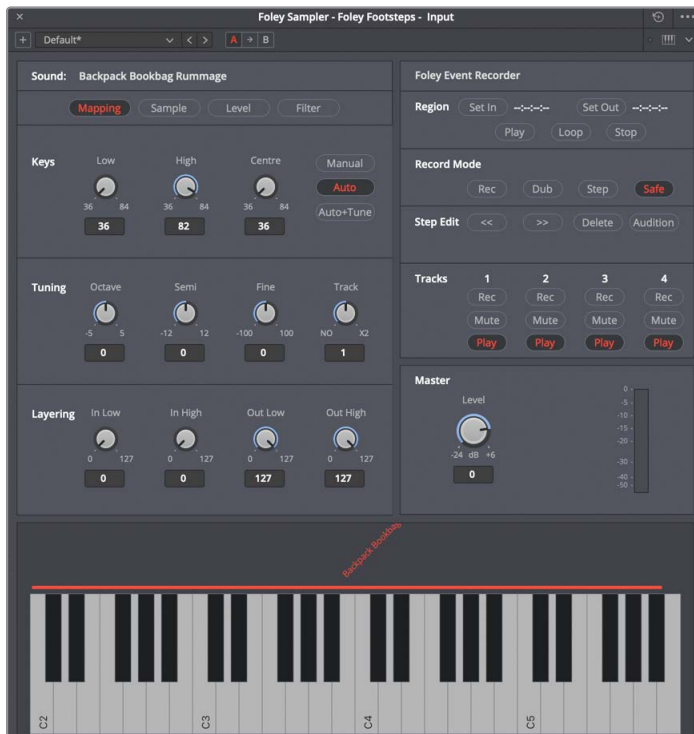 Foley Sampler - Foley Footsteps - Input
Default*
A B
Sound: Backpack Bookbag Rummage
Mapping Sample Level Filter
Keys
Low High Centre
36 84 36 84 36 84
36 82 36
Manual
Auto
Auto+Tune
Tuning
Octave Semi Fine Track
-5 5 -12 12 -100 100 NO X2
0 0 0 1
Layering
In Low In High Out Low Out High
0 127 0 127 0 127 0 127
0 0 127 127
Foley Event Recorder
Region Set In --:--:--:-- Set Out --:--:--:--
Play Loop Stop
Record Mode
Rec Dub Step Safe
Step Edit << >> Delete Audition
Tracks 1 2 3 4
Rec Rec Rec Rec
Mute Mute Mute Mute
Play Play Play Play
Master
Level
-24 dB +6
0
0
-5
-10
-15
-20
-30
-40
-50
Backpack Bookbag
C2 C3 C4 C5